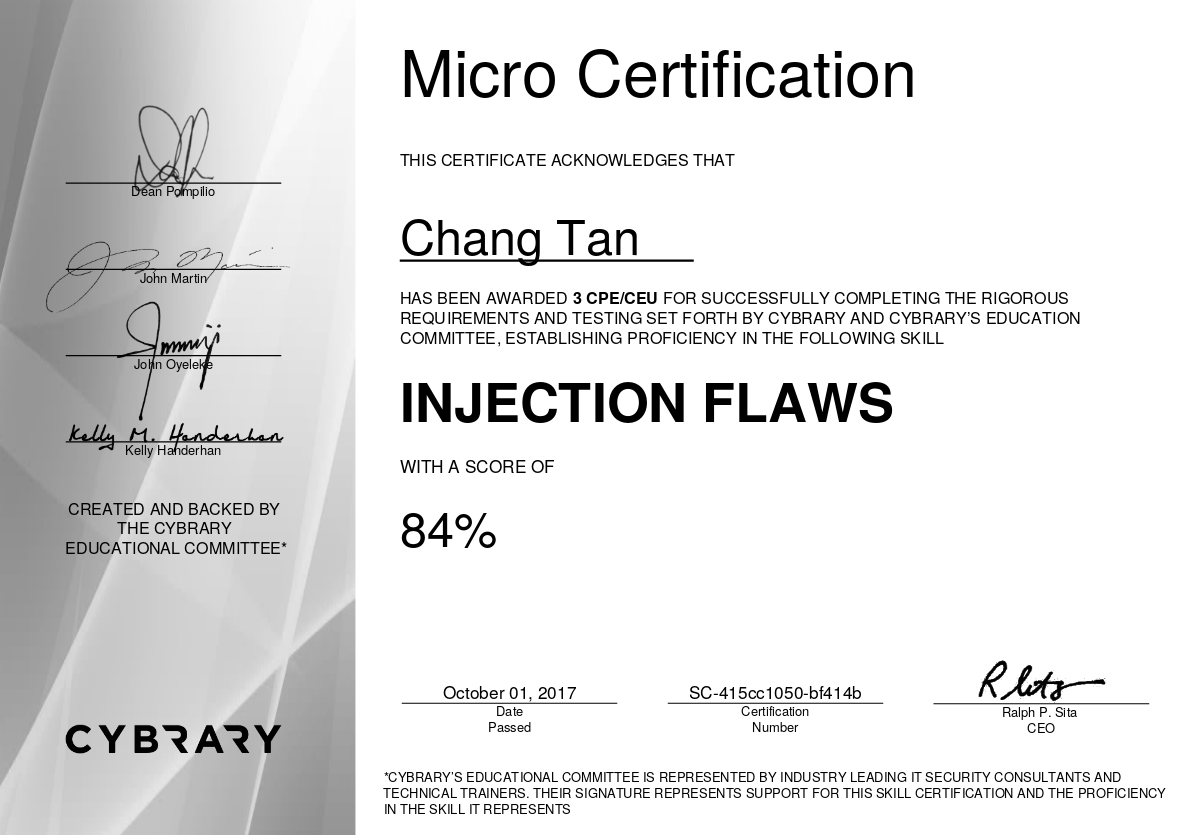 Micro Certification
THIS CERTIFICATE ACKNOWLEDGES THAT
Chang Tan
HAS BEEN AWARDED 3 CPE/CEU FOR SUCCESSFULLY COMPLETING THE RIGOROUS
REQUIREMENTS AND TESTING SET FORTH BY CYBRARY AND CYBRARY'S EDUCATION
COMMITTEE, ESTABLISHING PROFICIENCY IN THE FOLLOWING SKILL
INJECTION FLAWS
WITH A SCORE OF
84%
Dean Pompilio
John Martin
John Oyeleke
Kelly M. Handerhan
Kelly Handerhan
CREATED AND BACKED BY
THE CYBRARY
EDUCATIONAL COMMITTEE*
CYBRARY
October 01, 2017
Date
Passed
SC-415cc1050-bf414b
Certification
Number
Ralph P. Sita
CEO
*CYBRARY'S EDUCATIONAL COMMITTEE IS REPRESENTED BY INDUSTRY LEADING IT SECURITY CONSULTANTS AND
TECHNICAL TRAINERS. THEIR SIGNATURE REPRESENTS SUPPORT FOR THIS SKILL CERTIFICATION AND THE PROFICIENCY
IN THE SKILL IT REPRESENTS